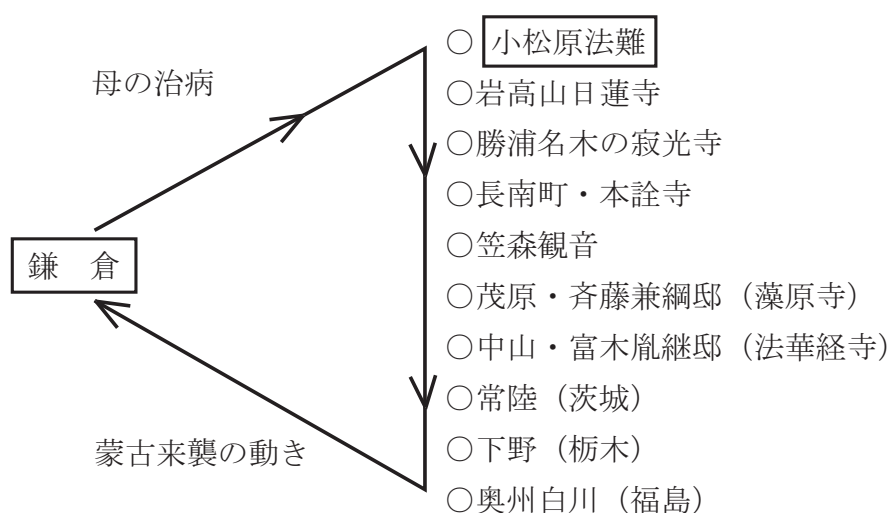 母の治病
鎌　倉
蒙古来襲の動き
○ 小松原法難
○岩高山日蓮寺
○勝浦名木の寂光寺
○長南町・本詮寺
○笠森観音
○茂原・斉藤兼綱邸（藻原寺）
○中山・富木胤継邸（法華経寺）
○常陸（茨城）
○下野（栃木）
○奥州白川（福島）